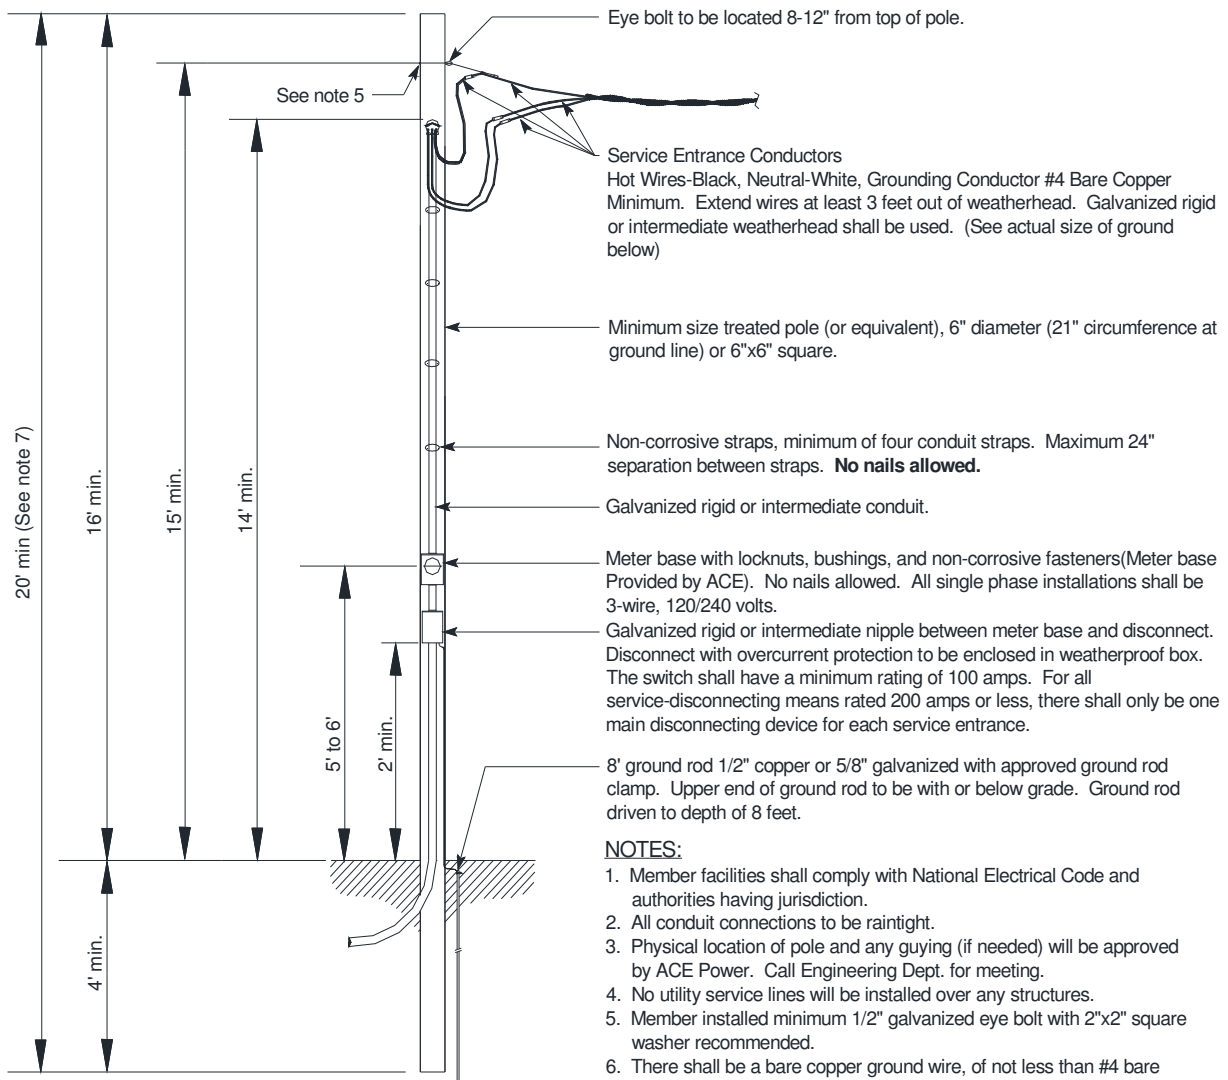 Eye bolt to be located 8-12" from top of pole.
See note 5
Service Entrance Conductors
Hot Wires-Black, Neutral-White, Grounding Conductor #4 Bare Copper
Minimum. Extend wires at least 3 feet out of weatherhead. Galvanized rigid
or intermediate weatherhead shall be used. (See actual size of ground
below)
Minimum size treated pole (or equivalent), 6" diameter (21" circumference at
ground line) or 6"x6" square.
Non-corrosive straps, minimum of four conduit straps. Maximum 24"
separation between straps. No nails allowed.
Galvanized rigid or intermediate conduit.
Meter base with locknuts, bushings, and non-corrosive fasteners(Meter base
Provided by ACE). No nails allowed. All single phase installations shall be
3-wire, 120/240 volts.
Galvanized rigid or intermediate nipple between meter base and disconnect.
Disconnect with overcurrent protection to be enclosed in weatherproof box.
The switch shall have a minimum rating of 100 amps. For all
service-disconnecting means rated 200 amps or less, there shall only be one
main disconnecting device for each service entrance.
8' ground rod 1/2" copper or 5/8" galvanized with approved ground rod
clamp. Upper end of ground rod to be with or below grade. Ground rod
driven to depth of 8 feet.
20' min (See note 7)
16' min.
15' min.
14' min.
5' to 6'
2' min.
4' min.
NOTES:
1. Member facilities shall comply with National Electrical Code and
authorities having jurisdiction.
2. All conduit connections to be raintight.
3. Physical location of pole and any guying (if needed) will be approved
by ACE Power. Call Engineering Dept. for meeting.
4. No utility service lines will be installed over any structures.
5. Member installed minimum 1/2" galvanized eye bolt with 2"x2" square
washer recommended.
6. There shall be a bare copper ground wire, of not less than #4 bare